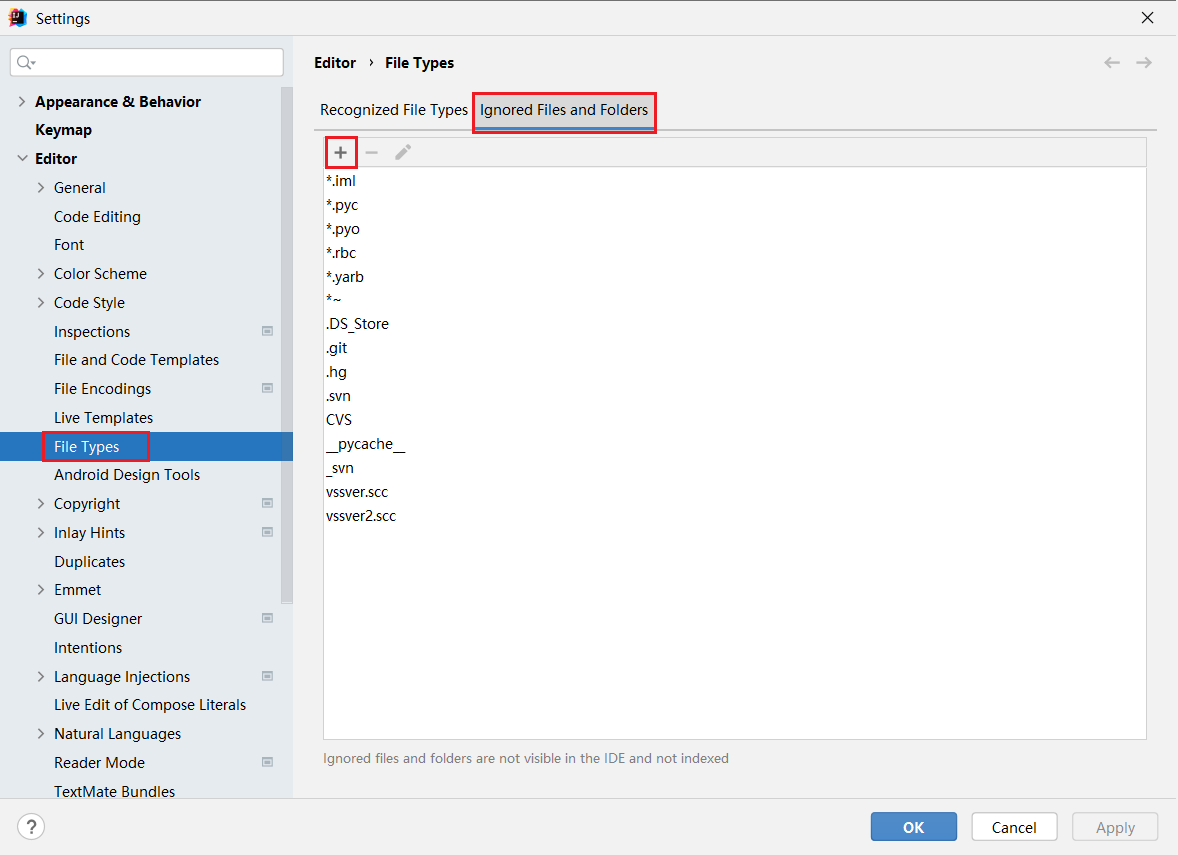 Settings
Editor › File Types
Appearance & Behavior
Keymap
Editor
General
Code Editing
Font
Color Scheme
Code Style
Inspections
File and Code Templates
File Encodings
Live Templates
File Types
Android Design Tools
Copyright
Inlay Hints
Duplicates
Emmet
GUI Designer
Intentions
Language Injections
Live Edit of Compose Literals
Natural Languages
Reader Mode
TextMate Bundles
Recognized File Types Ignored Files and Folders
*.iml
*.pyc
*.pyo
*.rbc
*.yarb
*~
.DS_Store
.git
.hg
.svn
CVS
__pycache__
_svn
vssver.scc
vssver2.scc
Ignored files and folders are not visible in the IDE and not indexed
?
OK Cancel Apply